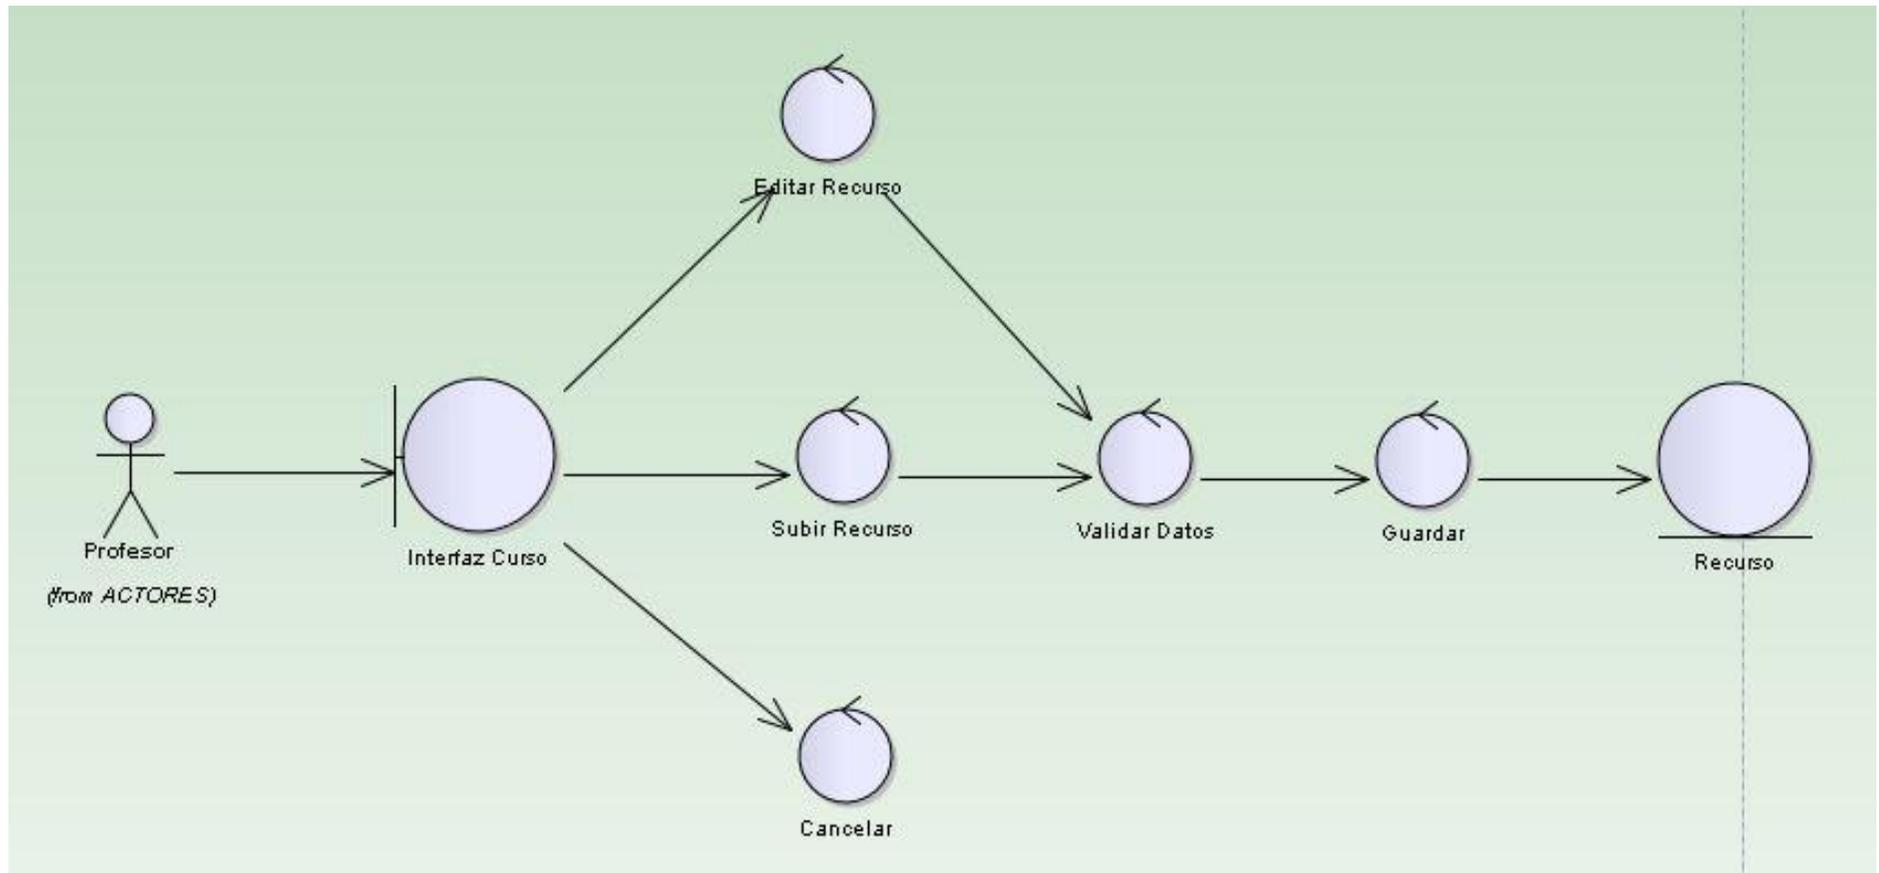 Editar Recurso
Subir Recurso
Validar Datos
Guardar
Profesor
Interfaz Curso
Recurso
(from ACTORES)
Cancelar